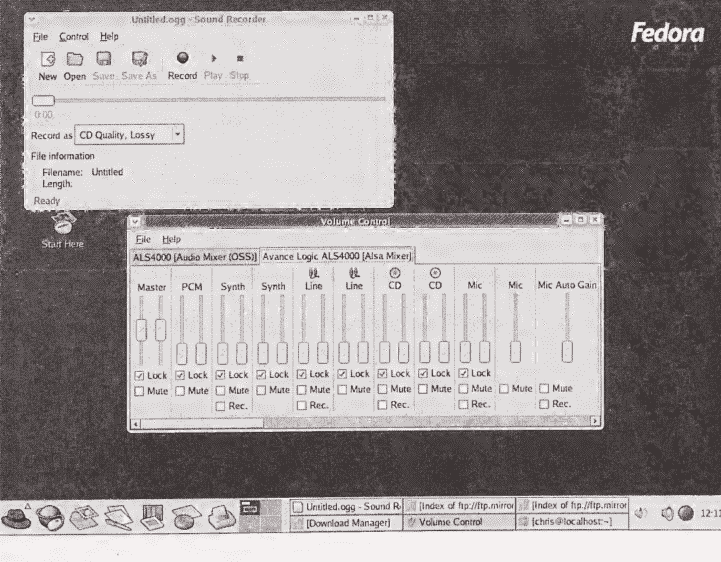 Untitled.ogg - Sound Recorder
File Control Help
New Open Save Save As Record Play Stop
0:00
Record as CD Quality, Lossy
File information
Filename: Untitled
Length:
Ready
Fedora
Start Here
Volume Control
File Help
ALS4000 [Audio Mixer (OSS)] Avance Logic ALS4000 [Alsa Mixer]
Master PCM Synth Synth Line Line CD CD Mic Mic Mic Auto Gain
Lock Lock Lock Lock Lock Lock Lock Lock Lock
Mute Mute Mute Mute Mute Mute Mute Mute Mute Mute Mute
Rec. Rec. Rec. Rec. Rec.
Untitled.ogg - Sound R [Index of ftp://ftp.mirror [Index of ftp://ftp.mirror
[Download Manager] Volume Control [chris@localhost:~]
12:11